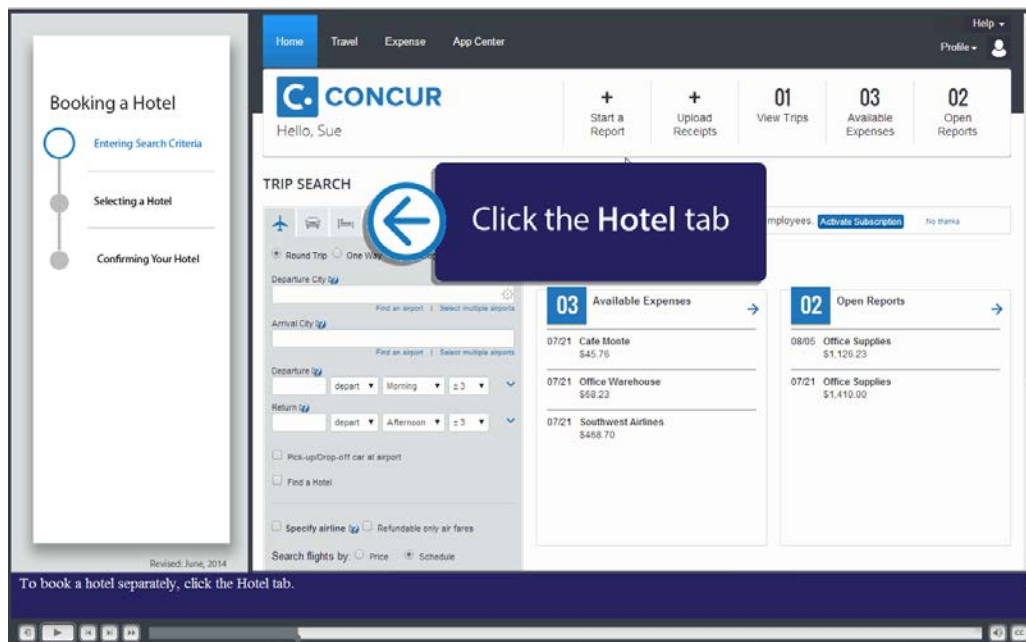 Help
Profile
Home Travel Expense App Center
Booking a Hotel
Entering Search Criteria
Selecting a Hotel
Confirming Your Hotel
Revised: June, 2014
C. CONCUR
Hello, Sue
+ Start a Report
+ Upload Receipts
01 View Trips
03 Available Expenses
02 Open Reports
TRIP SEARCH
Click the Hotel tab
mployees. Activate Subscription No thanks
Round Trip One Way
Departure City
Find an airport | Select multiple airports
Arrival City
Find an airport | Select multiple airports
Departure
depart Morning ±3
Return
depart Afternoon ±3
Pick-up/Drop-off car at airport
Find a Hotel
Specify airline Refundable only air fares
Search flights by: Price Schedule
03 Available Expenses
07/21 Cafe Monte
$45.76
07/21 Office Warehouse
$68.23
07/21 Southwest Airlines
$468.70
02 Open Reports
08/05 Office Supplies
$1,126.23
07/21 Office Supplies
$1,410.00
To book a hotel separately, click the Hotel tab.
CC